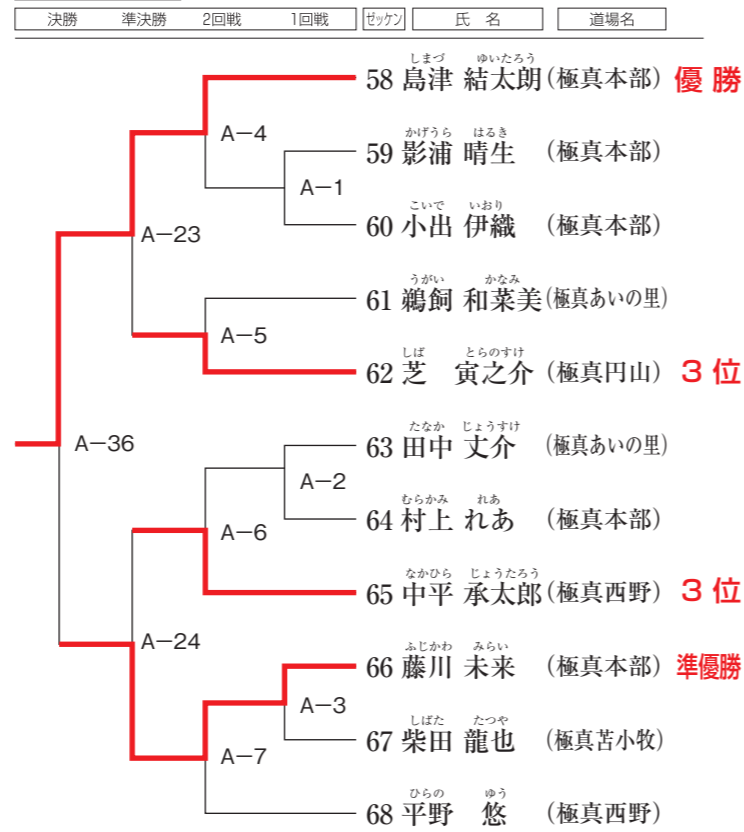 決勝 準決勝 2回戦 1回戦 ゼッケン 氏 名 道場名
しまづ ゆいたろう
58 島津 結太朗 (極真本部) 優 勝
A-4
かげうら はるき
59 影浦 晴生 (極真本部)
A-1
こいで いおり
60 小出 伊織 (極真本部)
A-23
うがい かなみ
61 鵜飼 和菜美 (極真あいの里)
A-5
しば とらのすけ
62 芝 寅之介 (極真円山) 3 位
A-36
たなか じょうすけ
63 田中 丈介 (極真あいの里)
A-2
むらかみ れあ
64 村上 れあ (極真本部)
A-6
なかひら じょうたろう
65 中平 承太郎 (極真西野) 3 位
A-24
ふじかわ みらい
66 藤川 未来 (極真本部) 準優勝
A-3
しばた たつや
67 柴田 龍也 (極真苫小牧)
A-7
ひらの ゆう
68 平野 悠 (極真西野)